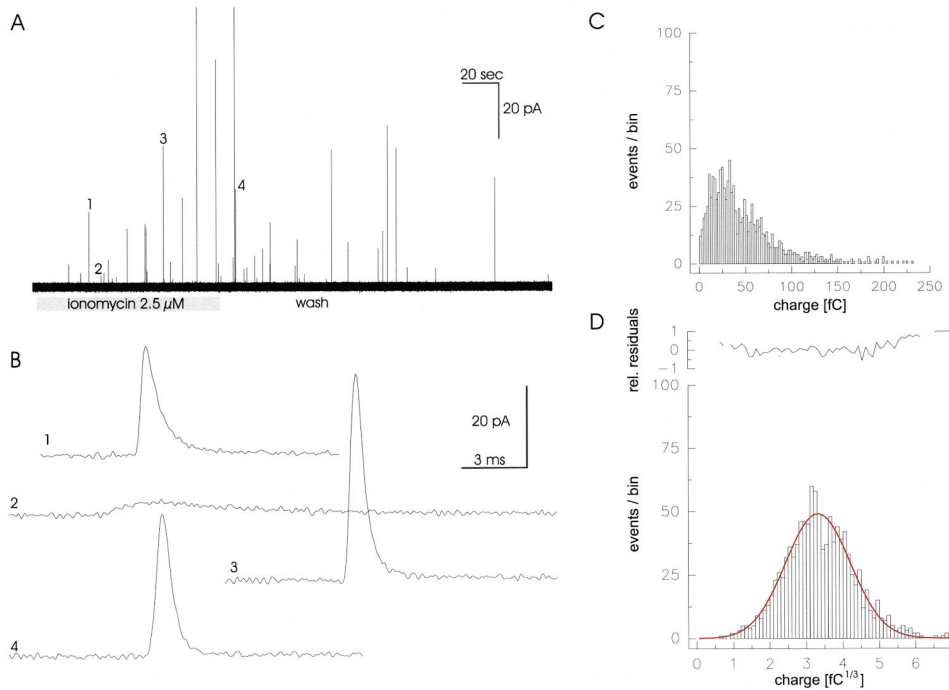 A
20 sec
20 pA
1
2
3
4
ionomycin 2.5 µM
wash
B
1
2
3
4
20 pA
3 ms
C
events / bin
100
75
50
25
0
0 50 100 150 200 250
charge [fC]
D
rel. residuals
1
0
−1
events / bin
100
75
50
25
0
0 1 2 3 4 5 6
charge [fC1/3]